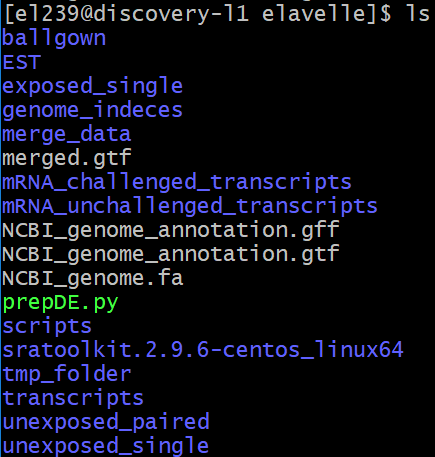 [el239@discovery-l1 elavelle]$ ls
ballgown
EST
exposed_single
genome_indeces
merge_data
merged.gtf
mRNA_challenged_transcripts
mRNA_unchallenged_transcripts
NCBI_genome_annotation.gff
NCBI_genome_annotation.gtf
NCBI_genome.fa
prepDE.py
scripts
sratoolkit.2.9.6-centos_linux64
tmp_folder
transcripts
unexposed_paired
unexposed_single